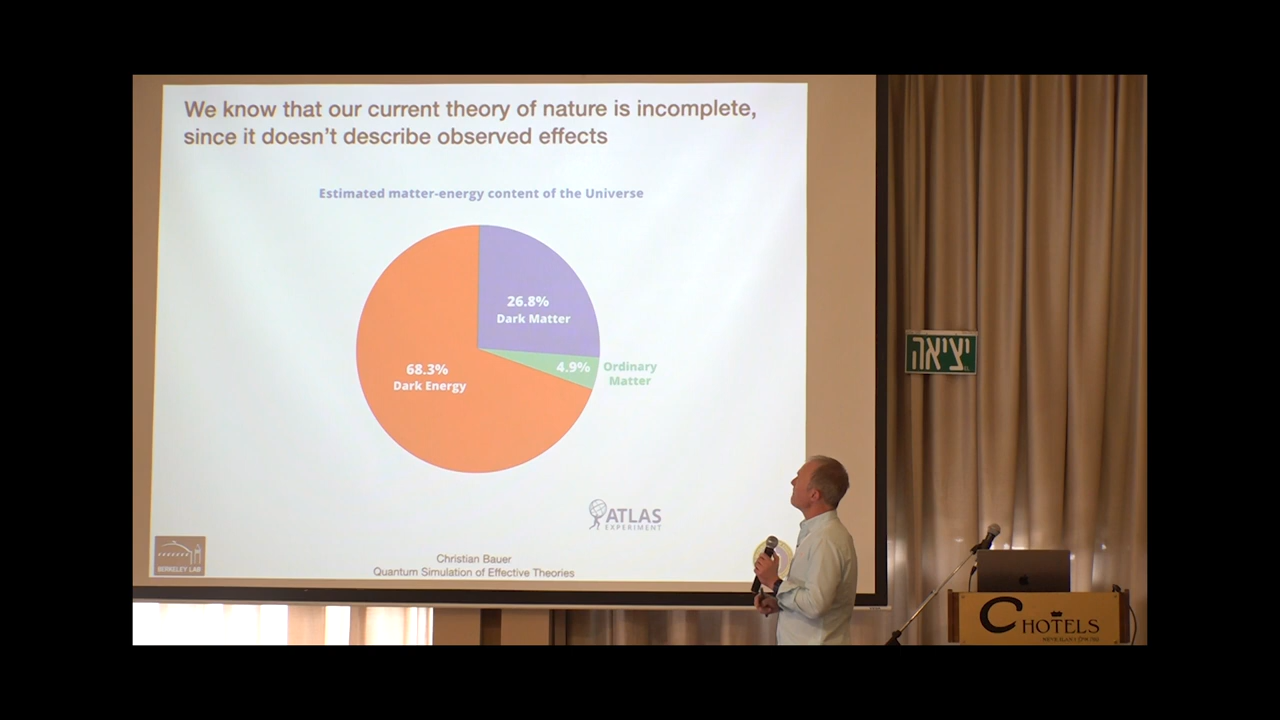 We know that our current theory of nature is incomplete,
since it doesn't describe observed effects
Estimated matter-energy content of the Universe
26.8%
Dark Matter
4.9%
Ordinary
Matter
68.3%
Dark Energy
ATLAS
EXPERIMENT
BERKELEY LAB
Christian Bauer
Quantum Simulation of Effective Theories
יציאה
C HOTELS